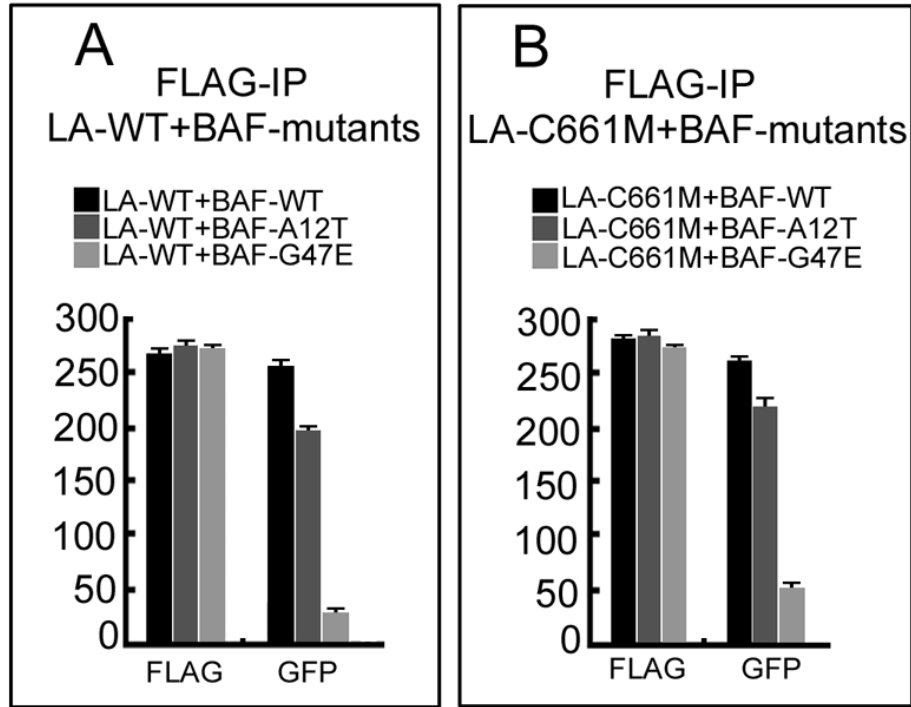 A
FLAG-IP
LA-WT+BAF-mutants
LA-WT+BAF-WT
LA-WT+BAF-A12T
LA-WT+BAF-G47E
300
250
200
150
100
50
0
FLAG GFP
B
FLAG-IP
LA-C661M+BAF-mutants
LA-C661M+BAF-WT
LA-C661M+BAF-A12T
LA-C661M+BAF-G47E
300
250
200
150
100
50
0
FLAG GFP